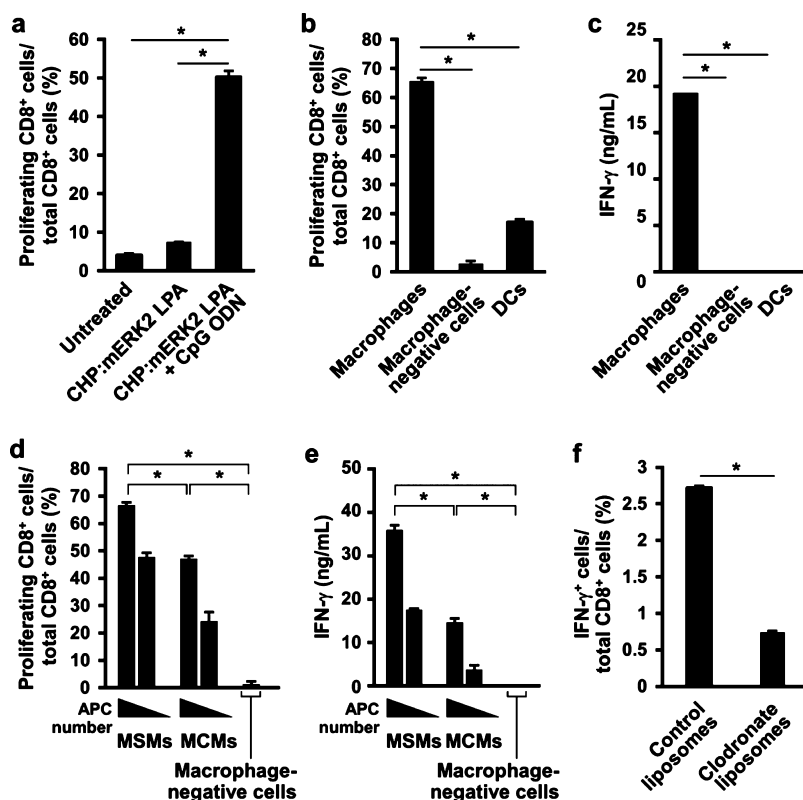 a
Proliferating CD8⁺ cells/
total CD8⁺ cells (%)
60
50
40
30
20
10
0
*
*
Untreated
CHP:mERK2 LPA
CHP:mERK2 LPA
+ CpG ODN
b
Proliferating CD8⁺ cells/
total CD8⁺ cells (%)
80
70
60
50
40
30
20
10
0
*
*
Macrophages
Macrophage-
negative cells
DCs
c
IFN-γ (ng/mL)
25
20
15
10
5
0
*
*
Macrophages
Macrophage-
negative cells
DCs
d
Proliferating CD8⁺ cells/
total CD8⁺ cells (%)
80
70
60
50
40
30
20
10
0
*
*
*
APC
number
MSMs
MCMs
Macrophage-
negative cells
e
IFN-γ (ng/mL)
50
40
30
20
10
0
*
*
*
APC
number
MSMs
MCMs
Macrophage-
negative cells
f
IFN-γ⁺ cells/
total CD8⁺ cells (%)
3
2.5
2
1.5
1
0.5
0
*
Control
liposomes
Clodronate
liposomes